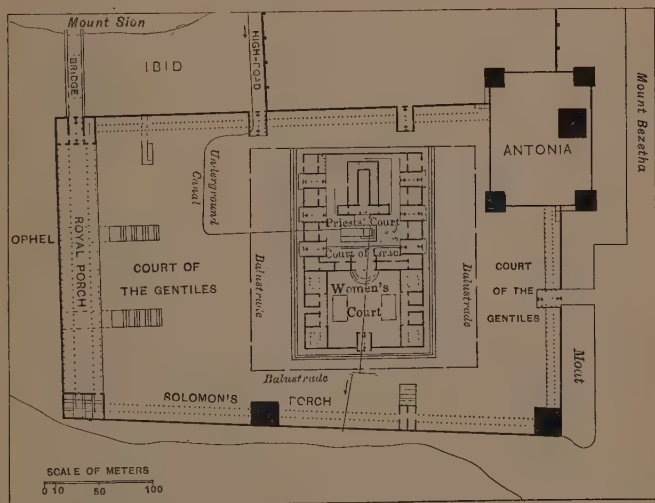 Mount Sion
BRIDGE
IBID
HIGH-ROAD
Mount Bezetha
ANTONIA
Underground
Canal
OPHEL
ROYAL PORCH
COURT OF
THE GENTILES
Balustrade
Priests' Court
Court of Israel
Women's
Court
Balustrade
COURT
OF THE
GENTILES
Moat
Balustrade
SOLOMON'S PORCH
SCALE OF METERS
0 10 50 100